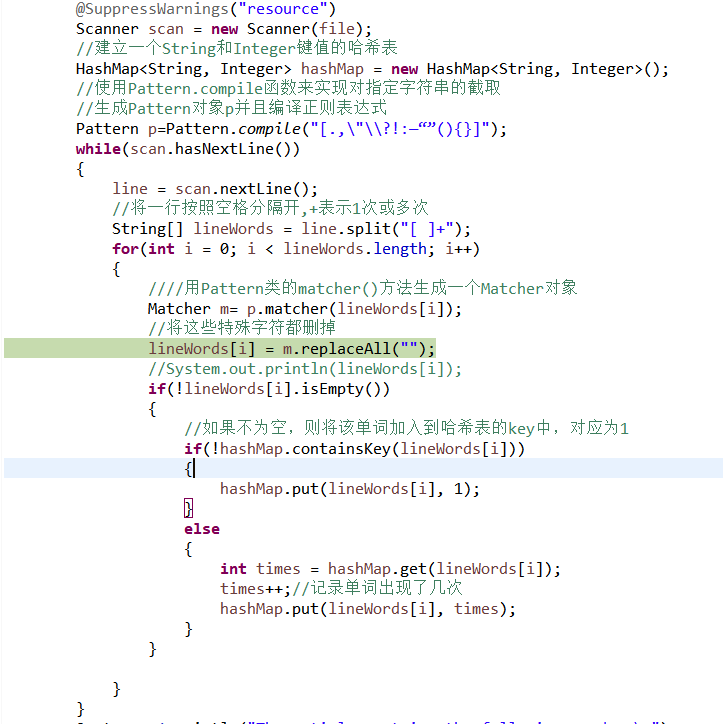 @SuppressWarnings("resource")
Scanner scan = new Scanner(file);
//建立一个String和Integer键值的哈希表
HashMap<String, Integer> hashMap = new HashMap<String, Integer>();
//使用Pattern.compile函数来实现对指定字符串的截取
//生成Pattern对象p并且编译正则表达式
Pattern p=Pattern.compile("[.,\"\\?!:—“”(){}]");
while(scan.hasNextLine())
{
line = scan.nextLine();
//将一行按照空格分隔开,+表示1次或多次
String[] lineWords = line.split("[ ]+");
for(int i = 0; i < lineWords.length; i++)
{
////用Pattern类的matcher()方法生成一个Matcher对象
Matcher m= p.matcher(lineWords[i]);
//将这些特殊字符都删掉
lineWords[i] = m.replaceAll("");
//System.out.println(lineWords[i]);
if(!lineWords[i].isEmpty())
{
//如果不为空，则将该单词加入到哈希表的key中，对应为1
if(!hashMap.containsKey(lineWords[i]))
{
hashMap.put(lineWords[i], 1);
}
else
{
int times = hashMap.get(lineWords[i]);
times++;//记录单词出现了几次
hashMap.put(lineWords[i], times);
}
}
}
}